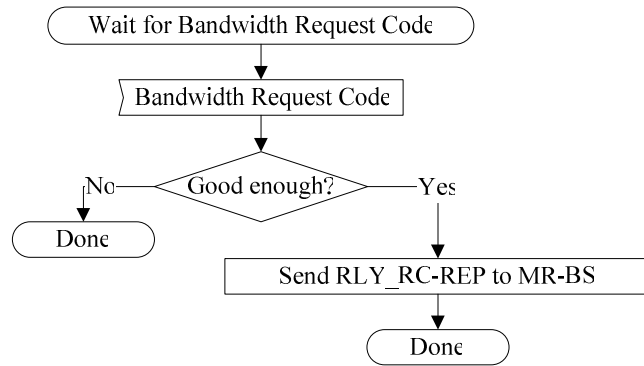 Wait for Bandwidth Request Code
Bandwidth Request Code
Good enough?
No
Yes
Done
Send RLY_RC-REP to MR-BS
Done